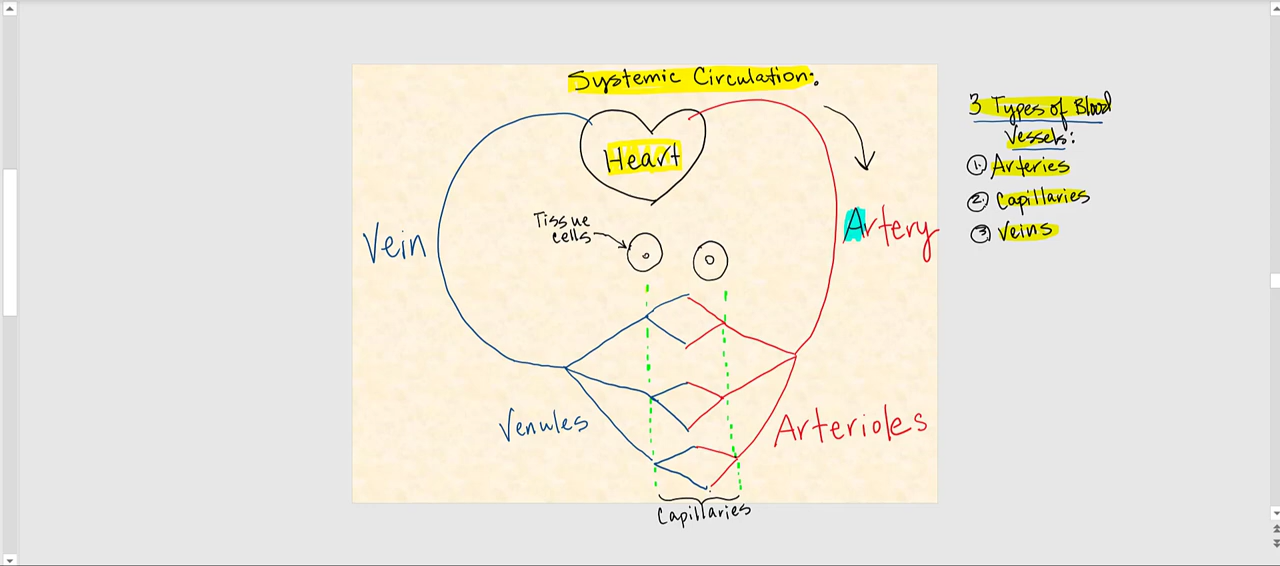 Systemic Circulation:
Heart
Tissue
cells
Vein
Artery
Venules
Arterioles
Capillaries
3 Types of Blood
Vessels:
1. Arteries
2. Capillaries
3. Veins